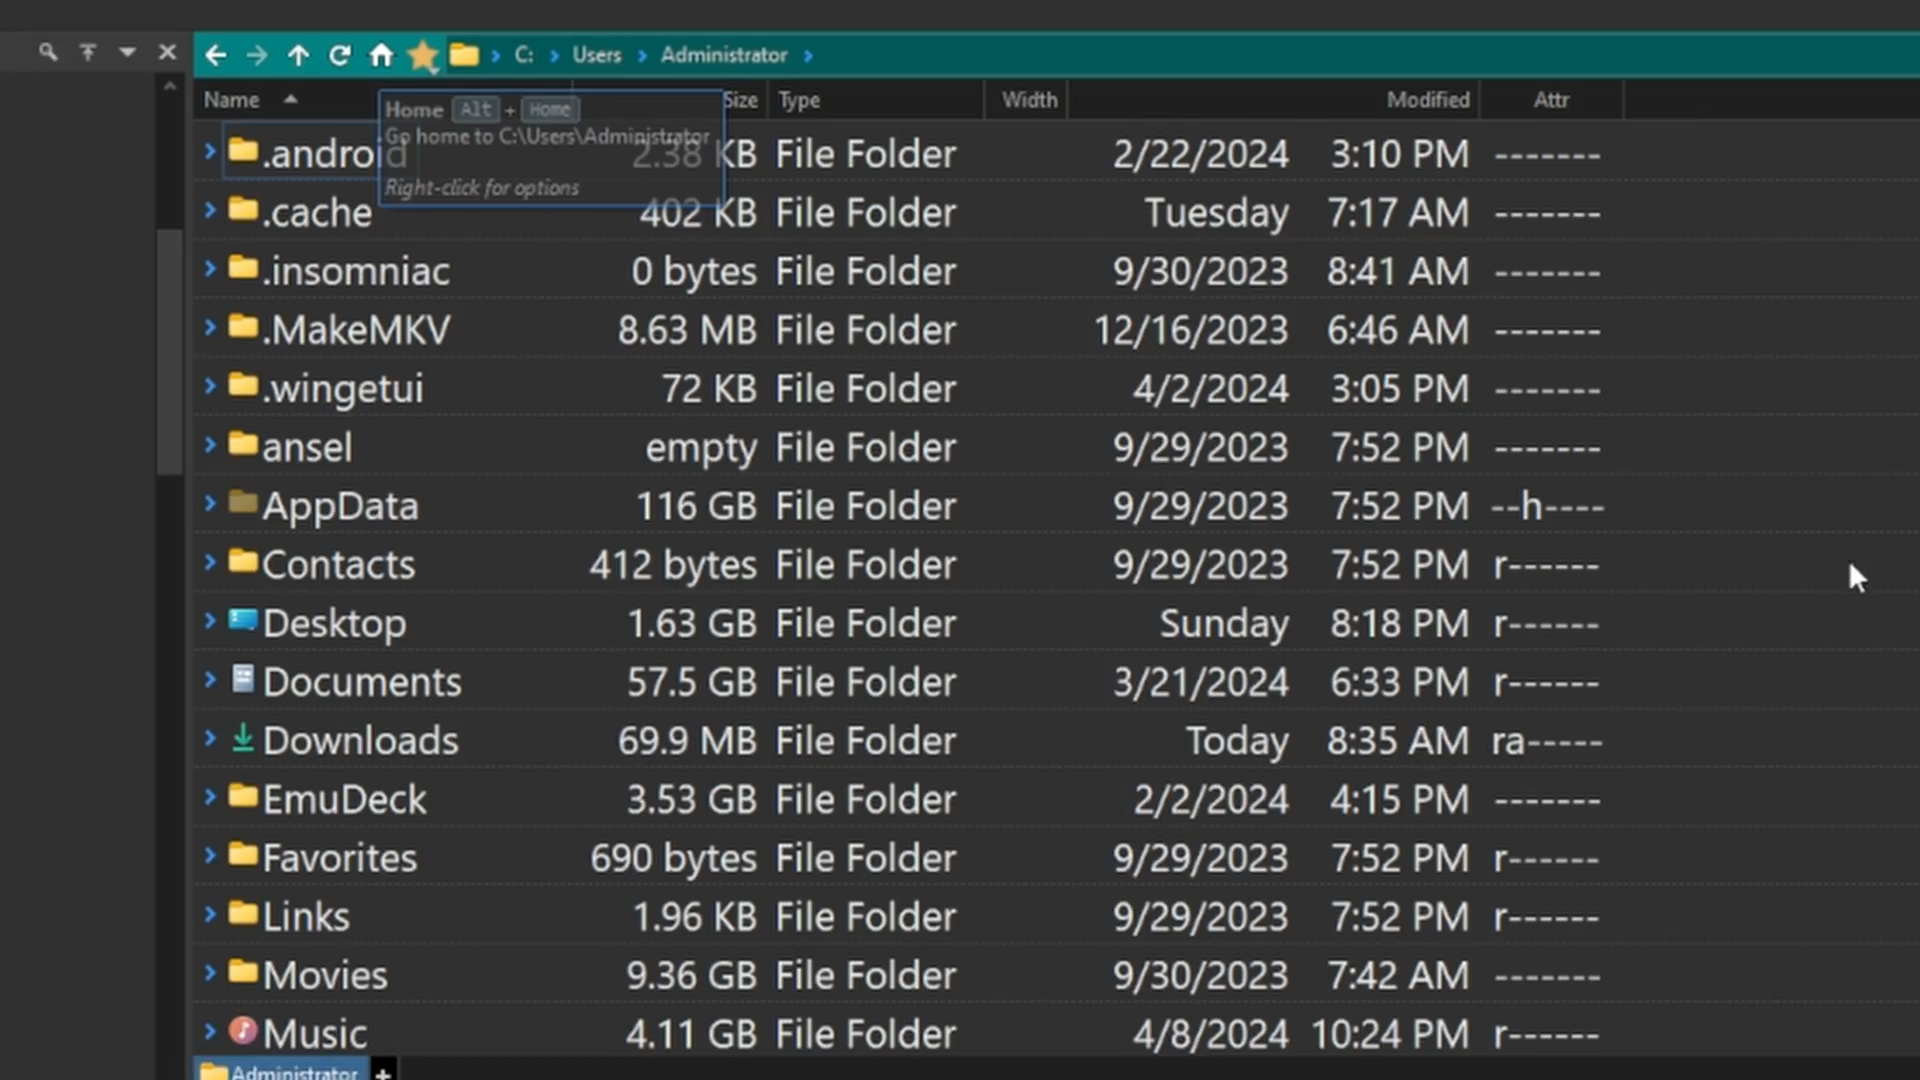 C: Users Administrator
Name Size Type Width Modified Attr
Home Alt + Home
Go home to C:\Users\Administrator
Right-click for options
.android 2.38 KB File Folder 2/22/2024 3:10 PM -------
.cache 402 KB File Folder Tuesday 7:17 AM -------
.insomniac 0 bytes File Folder 9/30/2023 8:41 AM -------
.MakeMKV 8.63 MB File Folder 12/16/2023 6:46 AM -------
.wingetui 72 KB File Folder 4/2/2024 3:05 PM -------
ansel empty File Folder 9/29/2023 7:52 PM -------
AppData 116 GB File Folder 9/29/2023 7:52 PM --h----
Contacts 412 bytes File Folder 9/29/2023 7:52 PM r------
Desktop 1.63 GB File Folder Sunday 8:18 PM r------
Documents 57.5 GB File Folder 3/21/2024 6:33 PM r------
Downloads 69.9 MB File Folder Today 8:35 AM ra-----
EmuDeck 3.53 GB File Folder 2/2/2024 4:15 PM -------
Favorites 690 bytes File Folder 9/29/2023 7:52 PM r------
Links 1.96 KB File Folder 9/29/2023 7:52 PM r------
Movies 9.36 GB File Folder 9/30/2023 7:42 AM -------
Music 4.11 GB File Folder 4/8/2024 10:24 PM r------
Administrator +